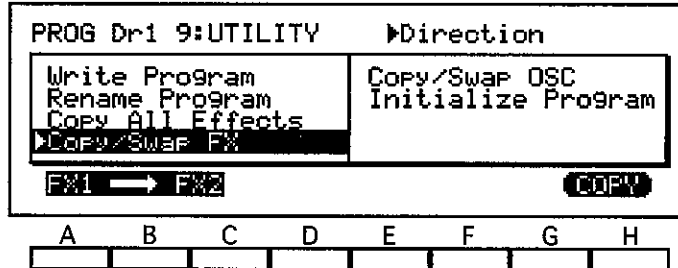 PROG Dr1 9:UTILITY ▶Direction
Write Program
Rename Program
Copy All Effects
▶Copy/Swap FX
Copy/Swap OSC
Initialize Program
FX1 → FX2
COPY
A B C D E F G H